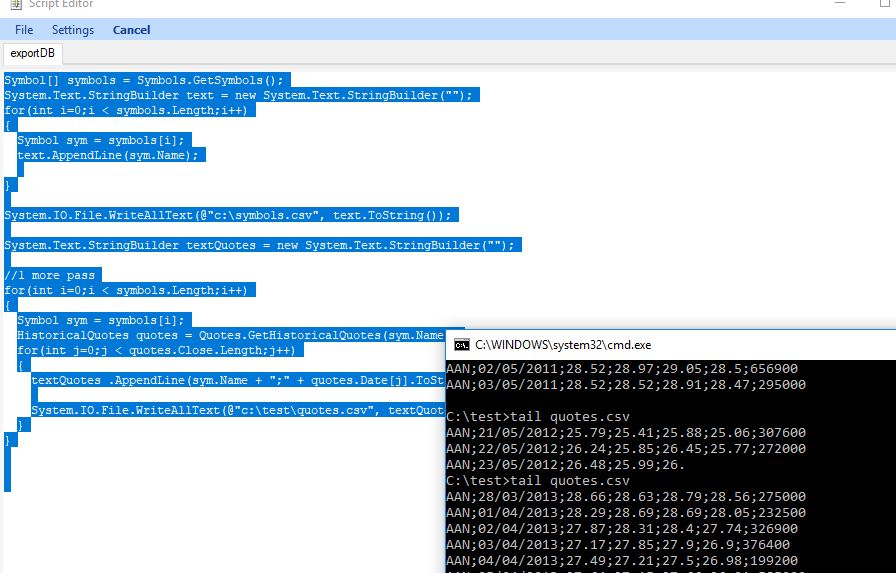 Script Editor
File Settings Cancel
exportDB
Symbol[] symbols = Symbols.GetSymbols();
System.Text.StringBuilder text = new System.Text.StringBuilder("");
for(int i=0;i < symbols.Length;i++)
{
Symbol sym = symbols[i];
text.AppendLine(sym.Name);
}
System.IO.File.WriteAllText(@"c:\symbols.csv", text.ToString());
System.Text.StringBuilder textQuotes = new System.Text.StringBuilder("");
//1 more pass
for(int i=0;i < symbols.Length;i++)
{
Symbol sym = symbols[i];
HistoricalQuotes quotes = Quotes.GetHistoricalQuotes(sym.Name
for(int j=0;j < quotes.Close.Length;j++)
{
textQuotes .AppendLine(sym.Name + ";" + quotes.Date[j].ToSt
System.IO.File.WriteAllText(@"c:\test\quotes.csv", textQuot
}
}
C:\WINDOWS\system32\cmd.exe
AAN;02/05/2011;28.52;28.97;29.05;28.5;656900
AAN;03/05/2011;28.52;28.52;28.91;28.47;295000
C:\test>tail quotes.csv
AAN;21/05/2012;25.79;25.41;25.88;25.06;307600
AAN;22/05/2012;26.24;25.85;26.45;25.77;272000
AAN;23/05/2012;26.48;25.99;26.
C:\test>tail quotes.csv
AAN;28/03/2013;28.66;28.63;28.79;28.56;275000
AAN;01/04/2013;28.29;28.69;28.69;28.05;232500
AAN;02/04/2013;27.87;28.31;28.4;27.74;326900
AAN;03/04/2013;27.17;27.85;27.9;26.9;376400
AAN;04/04/2013;27.49;27.21;27.5;26.98;199200